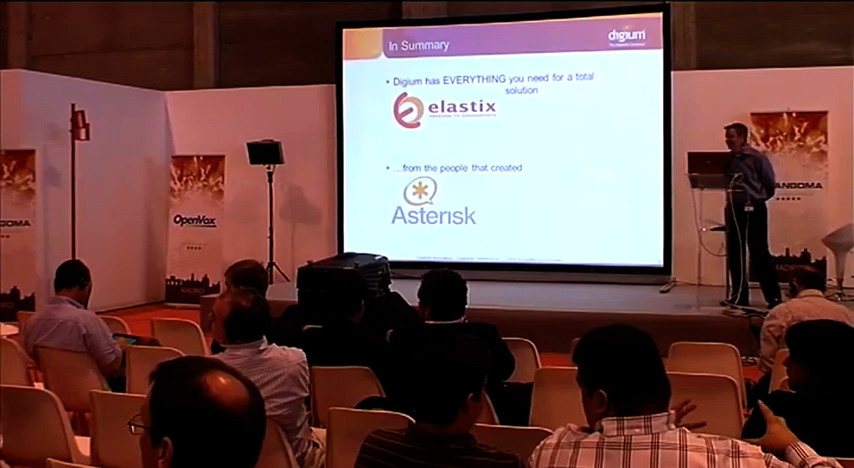 In Summary
digium
• Digium has EVERYTHING you need for a total
solution
elastix
• ....from the people that created
Asterisk
OpenVox